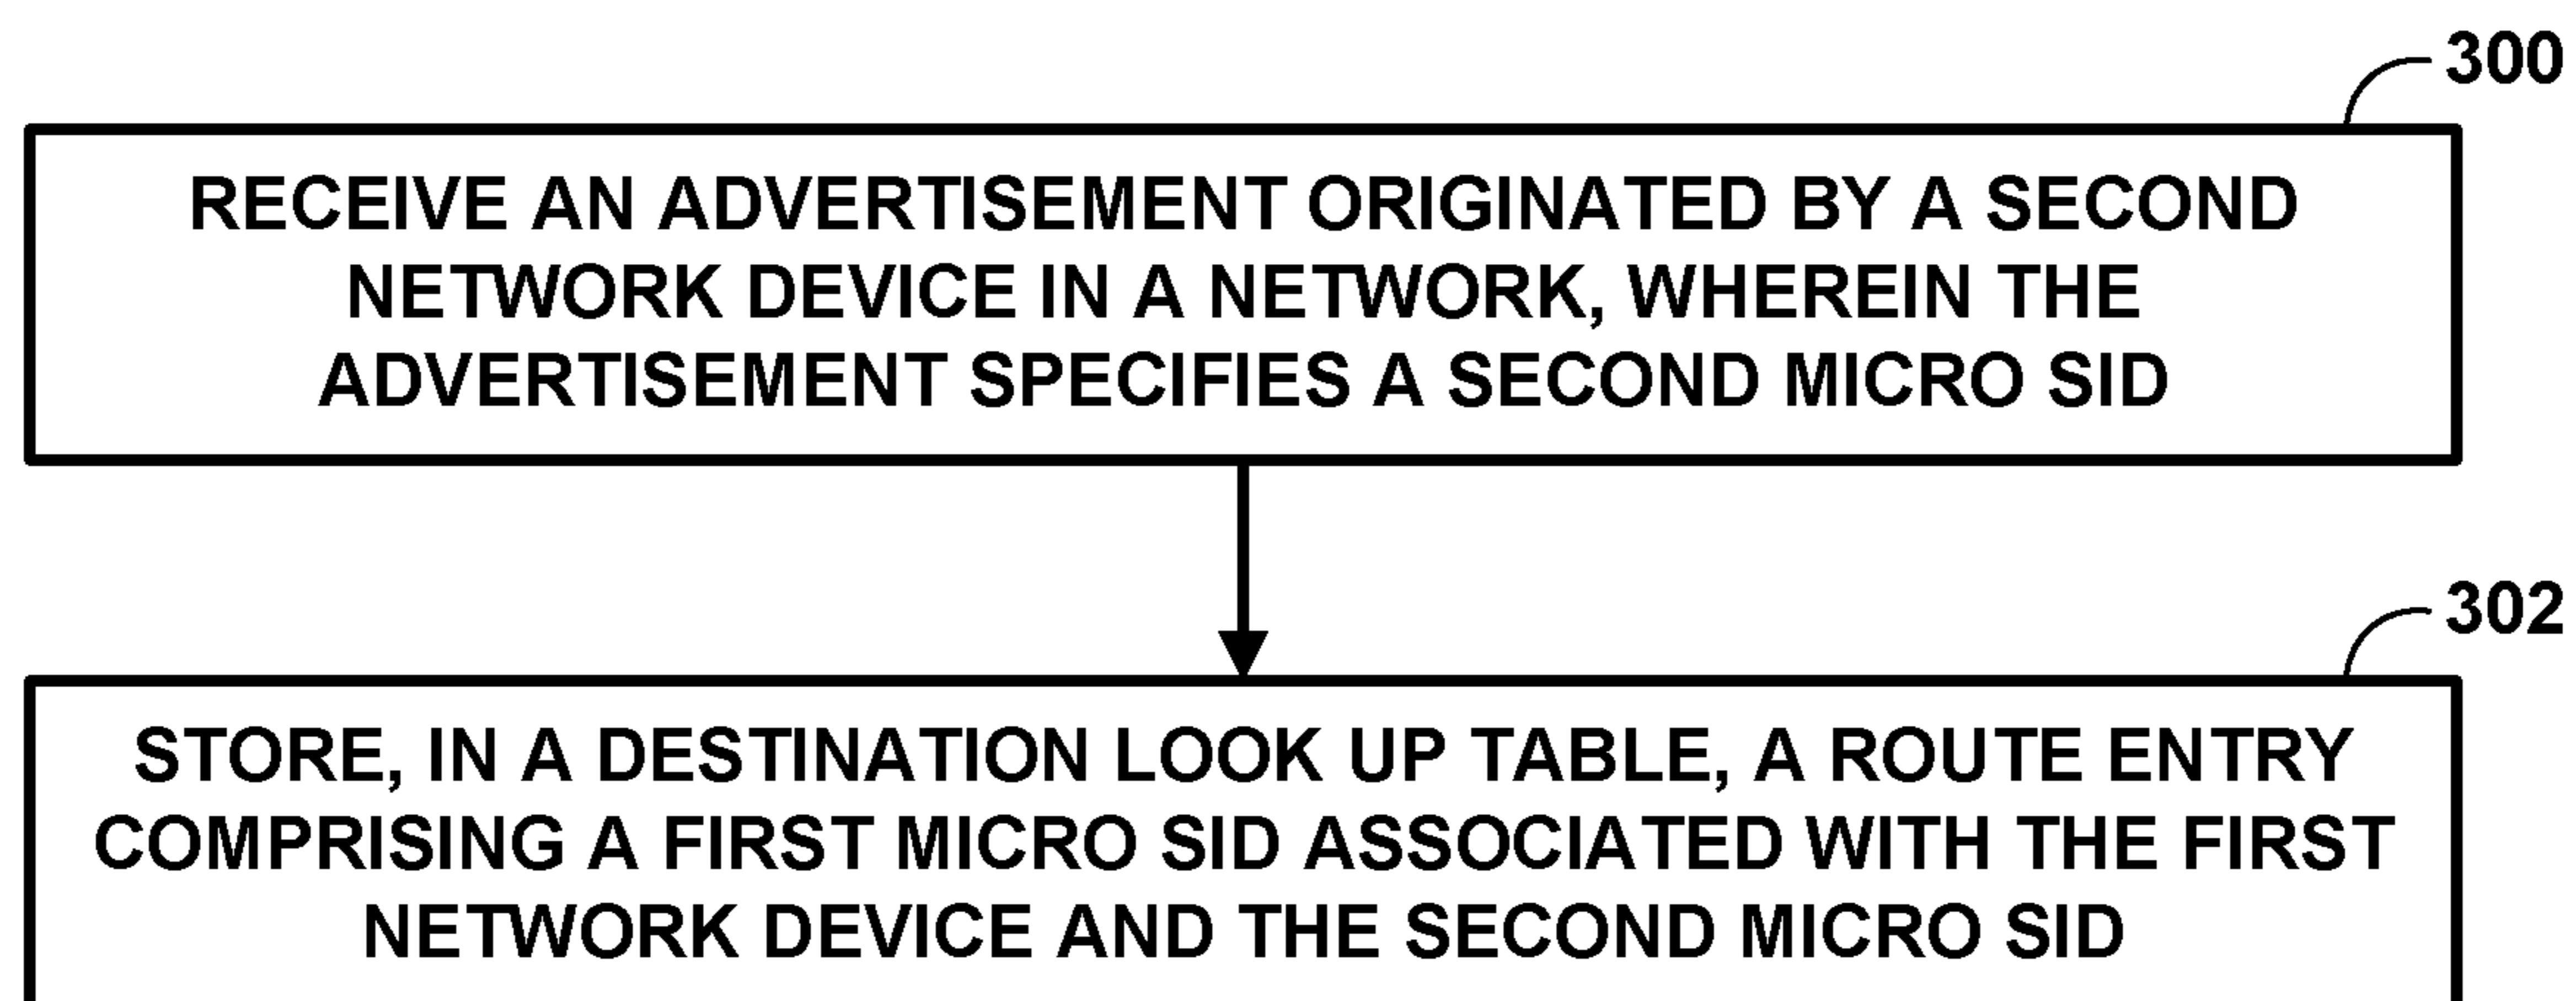 300
RECEIVE AN ADVERTISEMENT ORIGINATED BY A SECOND
NETWORK DEVICE IN A NETWORK, WHEREIN THE
ADVERTISEMENT SPECIFIES A SECOND MICRO SID
302
STORE, IN A DESTINATION LOOK UP TABLE, A ROUTE ENTRY
COMPRISING A FIRST MICRO SID ASSOCIATED WITH THE FIRST
NETWORK DEVICE AND THE SECOND MICRO SID